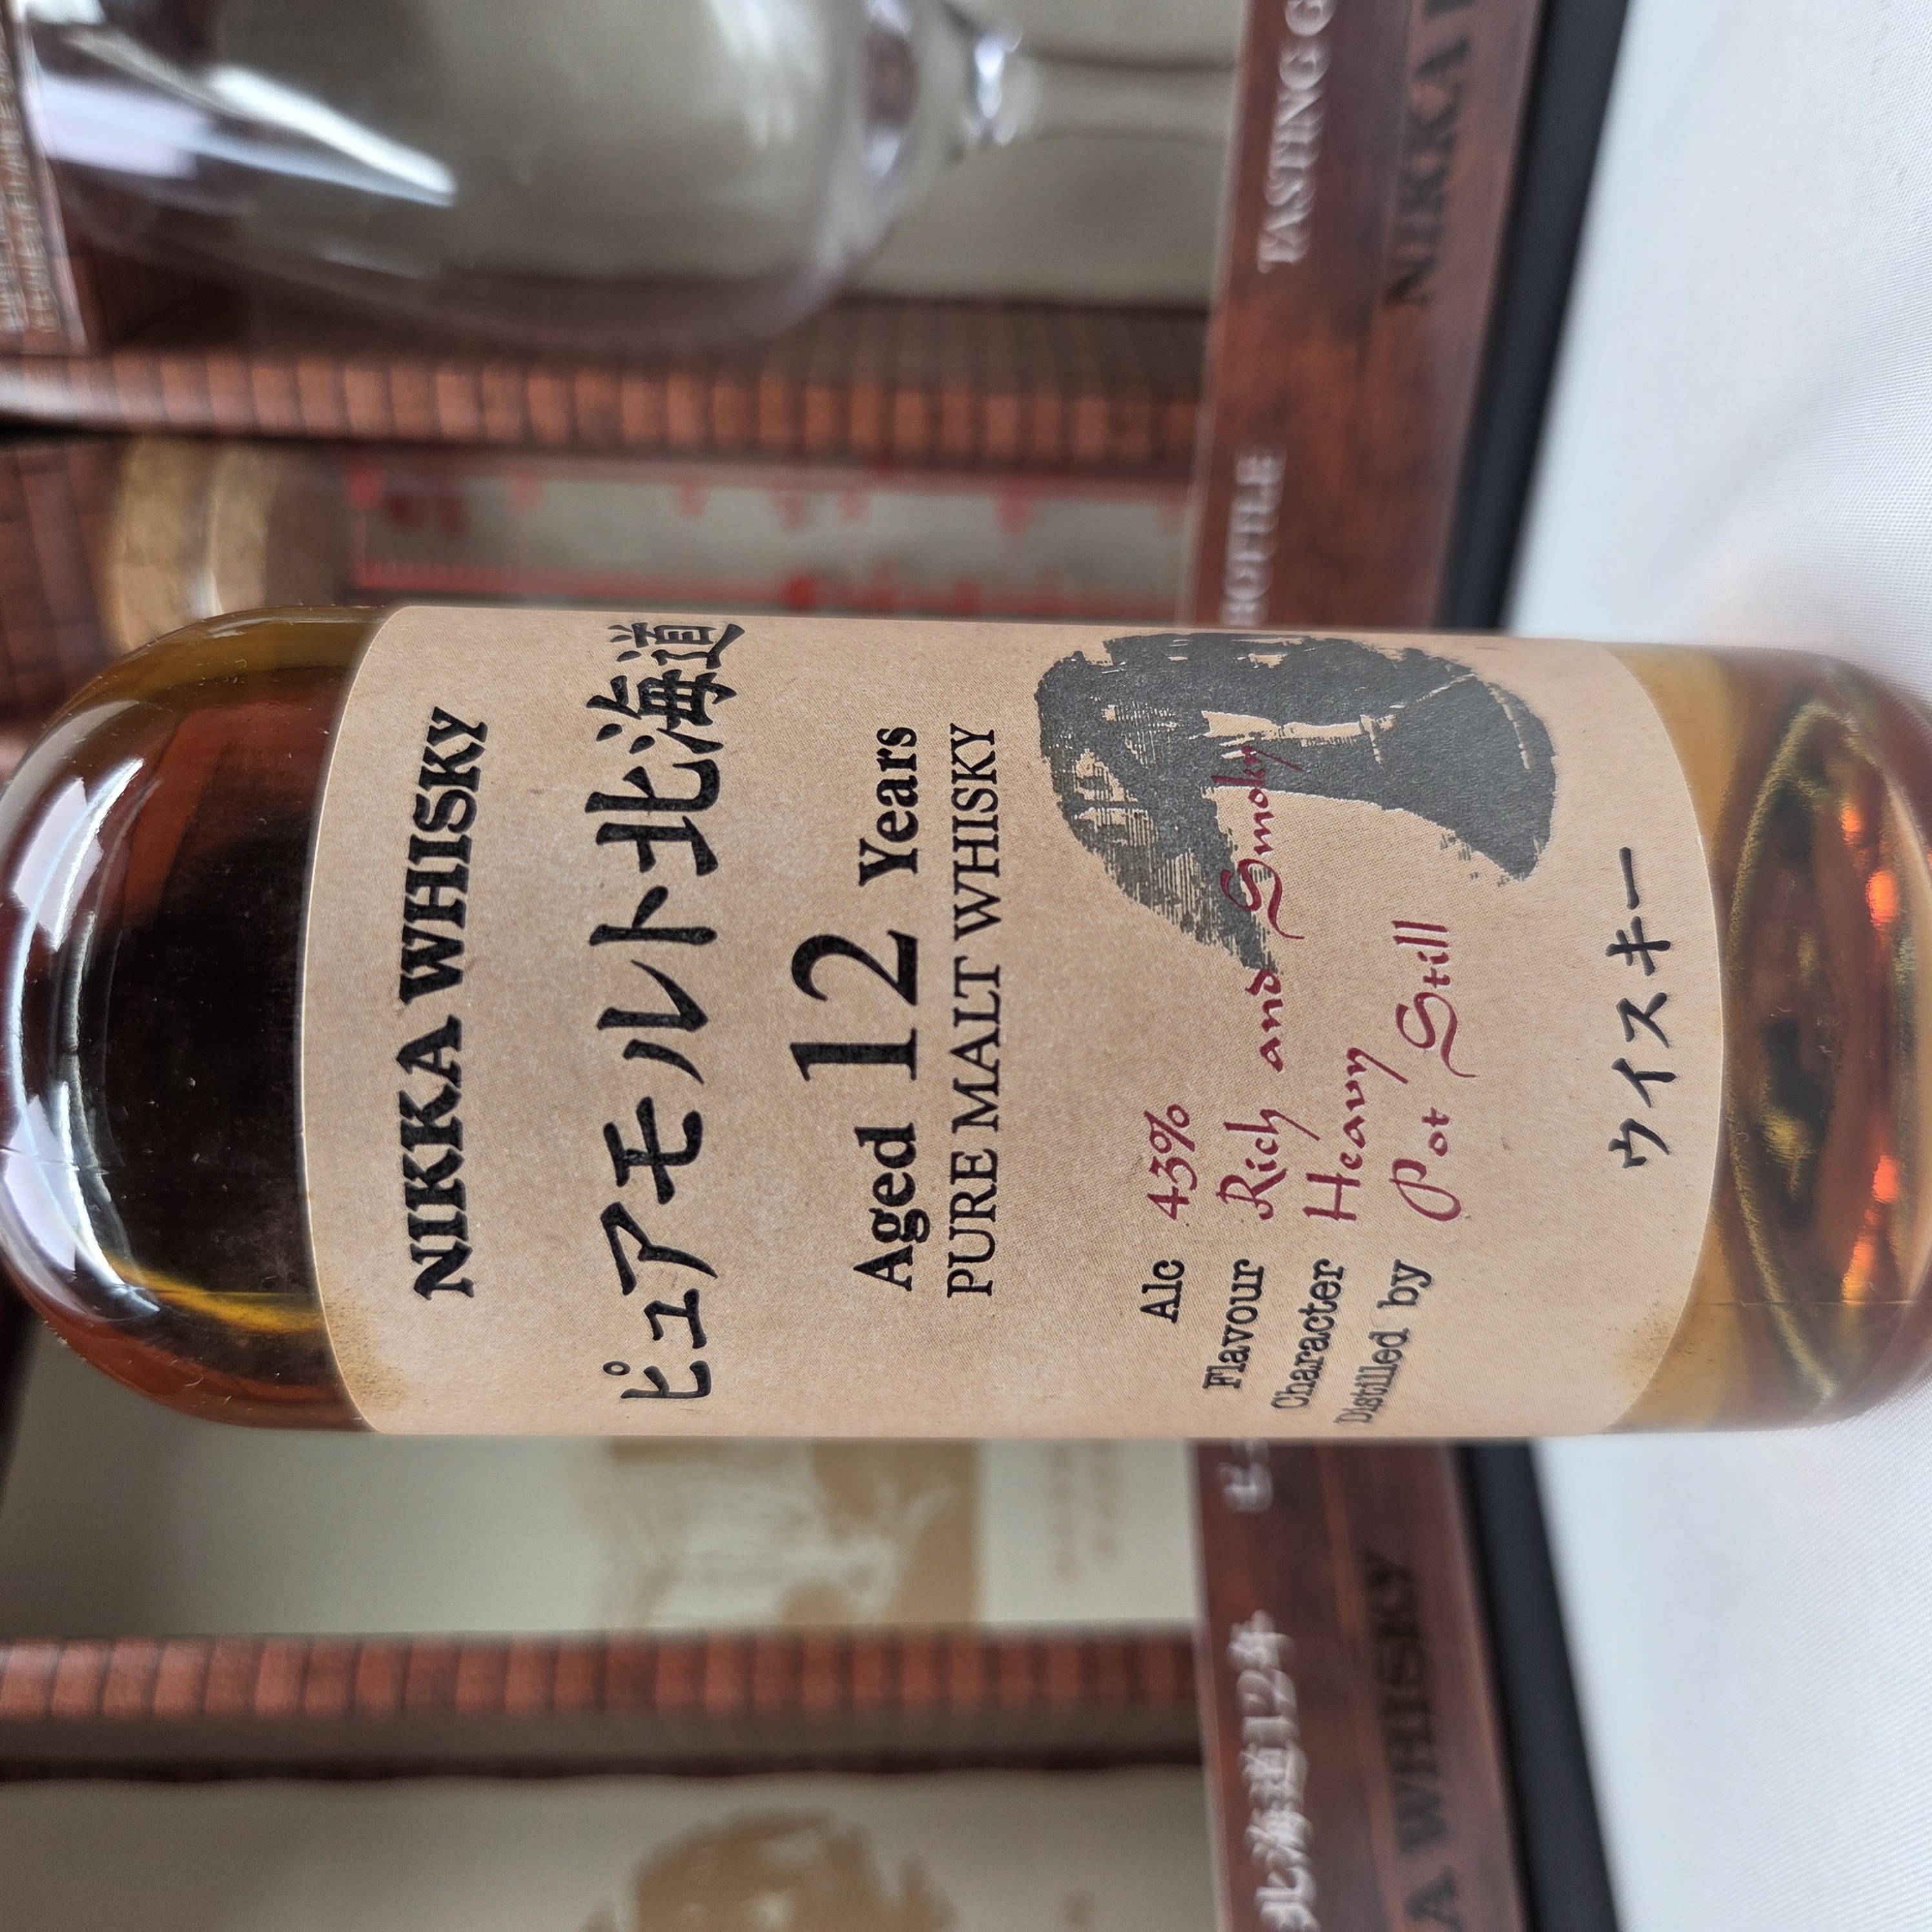 NIKKA WHISKY
ピュアモルト北海道
Aged 12 Years
PURE MALT WHISKY
Alc 43%
Flavour Rich and Smoky
Character Heavy
Distilled by Pot Still
ウイスキー
北海道12年
BOTTLE
TASTING
A WHISKY
NIKKA